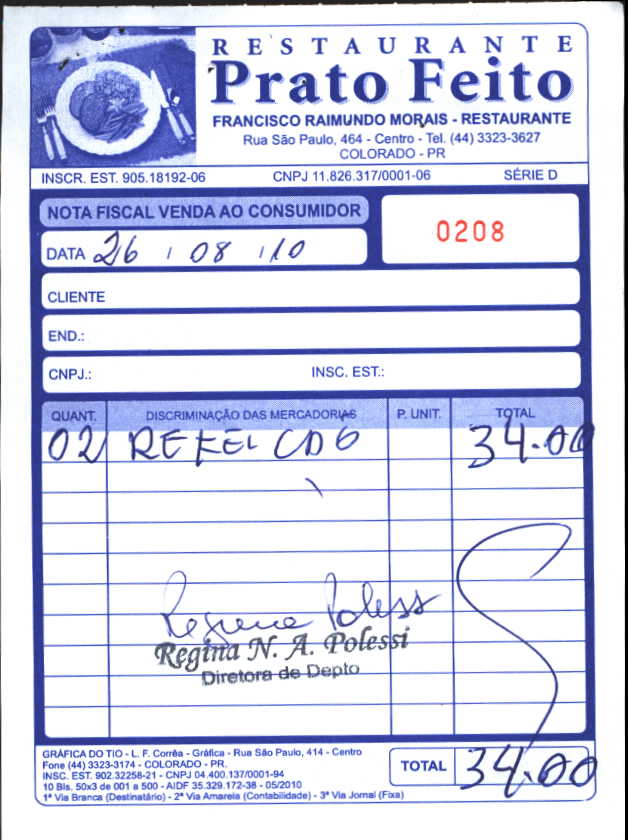 RESTAURANTE
Prato Feito
FRANCISCO RAIMUNDO MORAIS - RESTAURANTE
Rua São Paulo, 464 - Centro - Tel. (44) 3323-3627
COLORADO - PR
INSCR. EST. 905.18192-06 CNPJ 11.826.317/0001-06 SÉRIE D
NOTA FISCAL VENDA AO CONSUMIDOR
0208
DATA 26 / 08 / 10
CLIENTE
END.:
CNPJ.: INSC. EST.:
QUANT. DISCRIMINAÇÃO DAS MERCADORIAS P. UNIT. TOTAL
02 REFEI 34.00
Regina N. A. Polessi
Diretora de Depto
GRÁFICA DO TIO - L. F. Corrêa - Gráfica - Rua São Paulo, 414 - Centro
Fone (44) 3323-3174 - COLORADO - PR.
INSC. EST. 902.32258-21 - CNPJ 04.400.137/0001-94
10 Bls. 50x3 de 001 a 500 - AIDF 35.329.172-38 - 05/2010
1ª Via Branca (Destinatário) - 2ª Via Amarela (Contabilidade) - 3ª Via Jornal (Fixa)
TOTAL 34.00